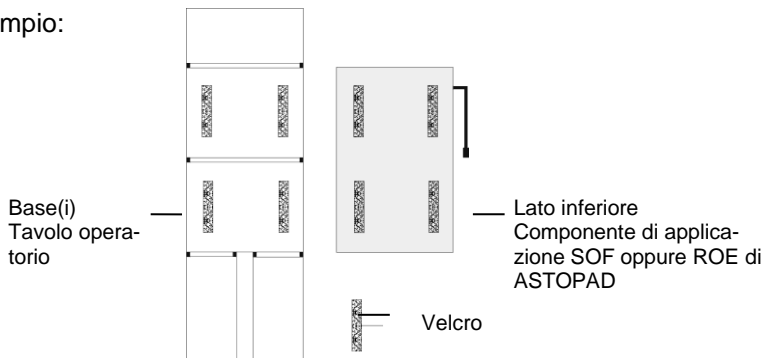 mpio:
Base(i)
Tavolo opera-
torio
Lato inferiore
Componente di applica-
zione SOF oppure ROE di
ASTOPAD
Velcro